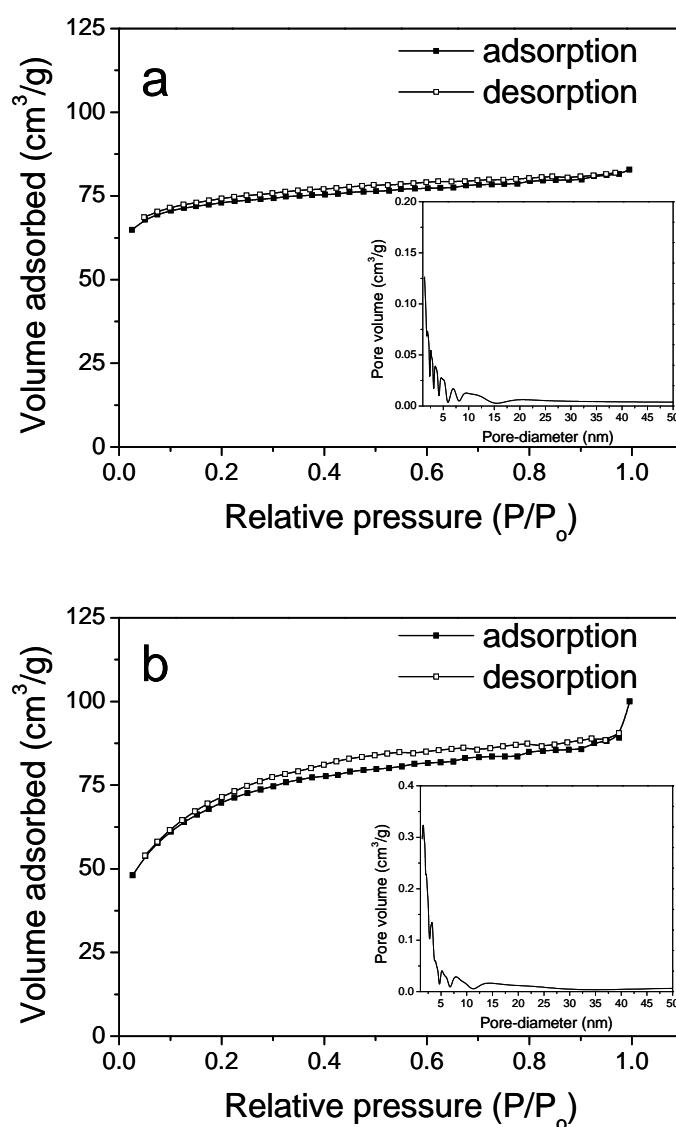 a
adsorption
desorption
Volume adsorbed (cm³/g)
125
100
75
50
25
0
0.0 0.2 0.4 0.6 0.8 1.0
Relative pressure (P/Pₒ)
Pore volume (cm³/g)
0.20
0.15
0.10
0.05
0.00
5 10 15 20 25 30 35 40 45 50
Pore-diameter (nm)
b
adsorption
desorption
Volume adsorbed (cm³/g)
125
100
75
50
25
0
0.0 0.2 0.4 0.6 0.8 1.0
Relative pressure (P/Pₒ)
Pore volume (cm³/g)
0.4
0.3
0.2
0.1
0.0
5 10 15 20 25 30 35 40 45 50
Pore-diameter (nm)